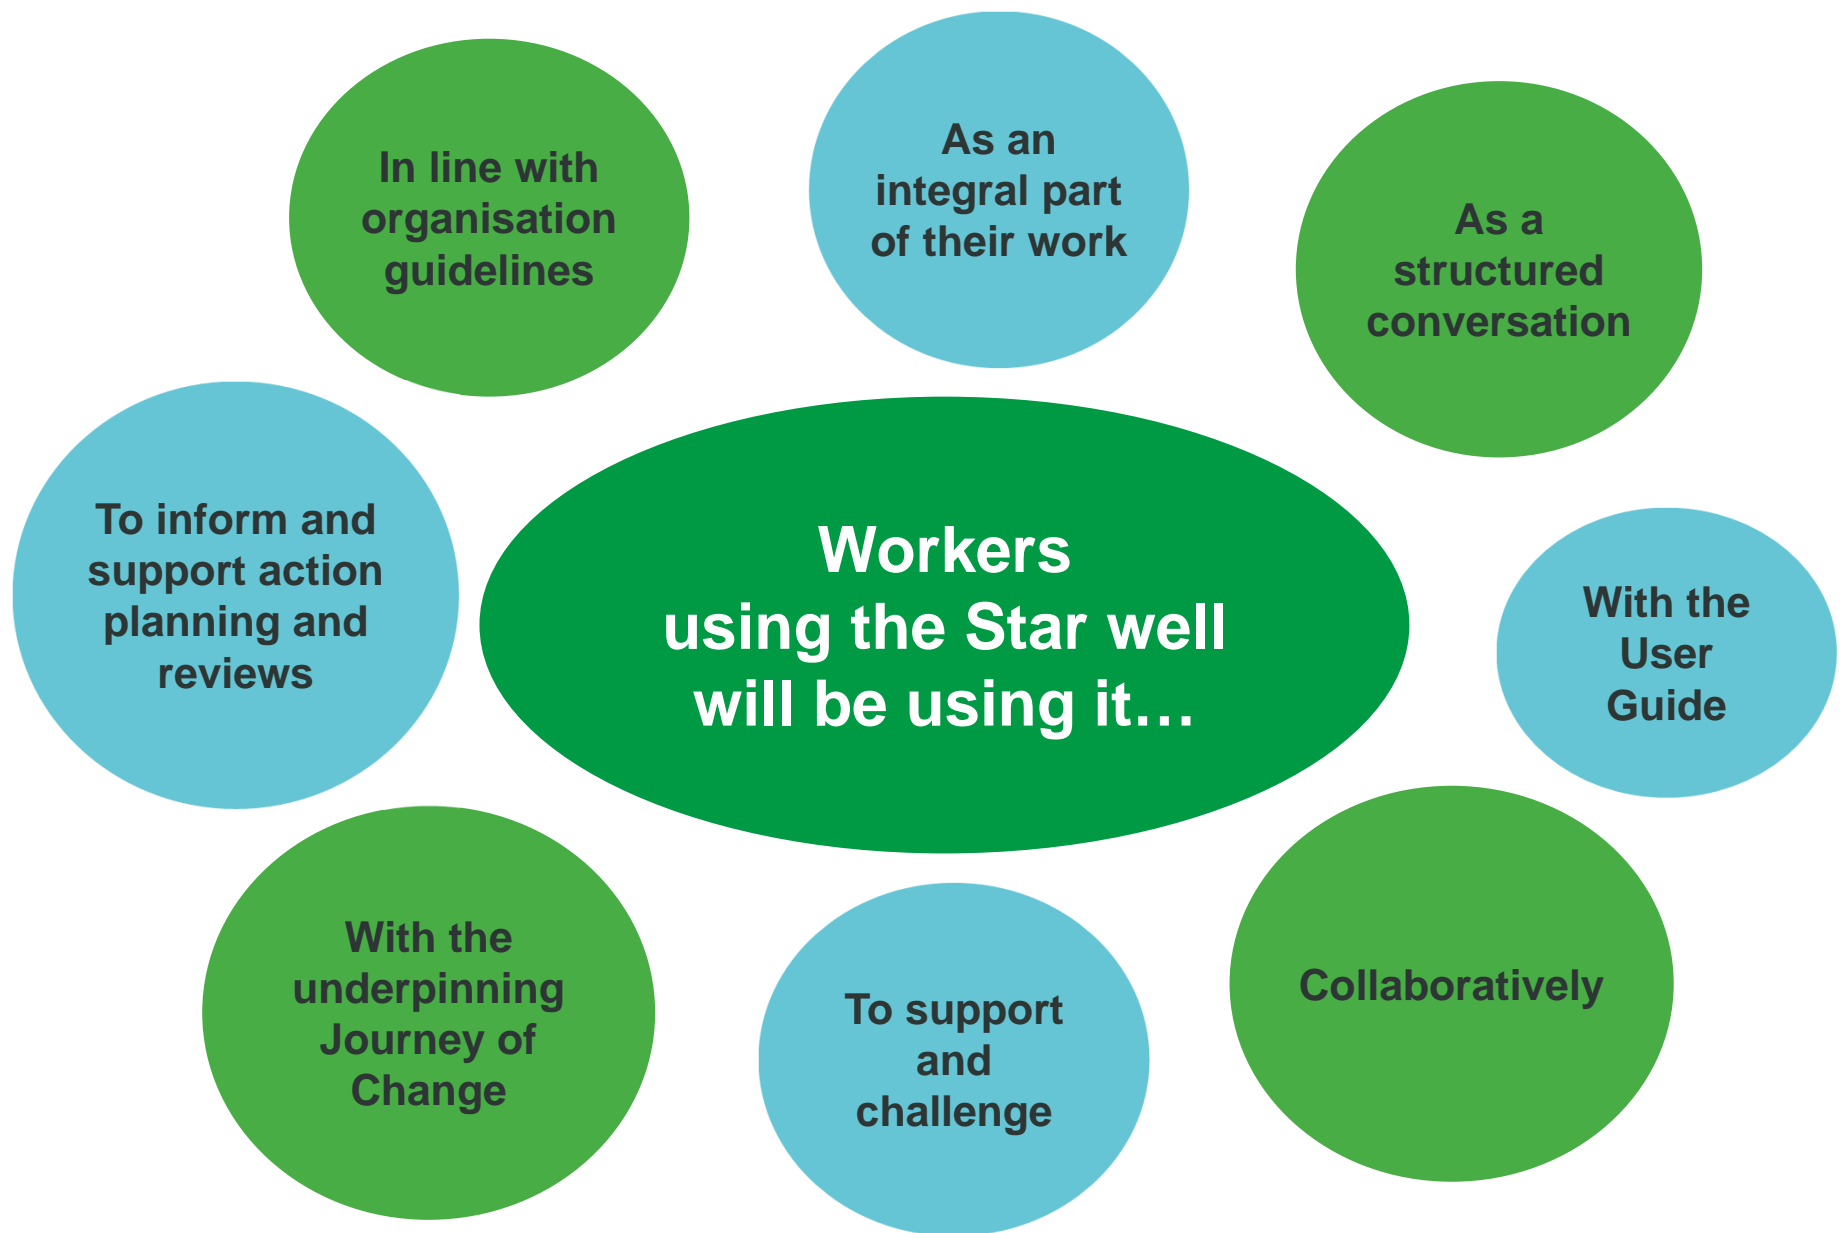 In line with
organisation
guidelines
As an
integral part
of their work
As a
structured
conversation
To inform and
support action
planning and
reviews
Workers
using the Star well
will be using it…
With the
User
Guide
With the
underpinning
Journey of
Change
To support
and
challenge
Collaboratively